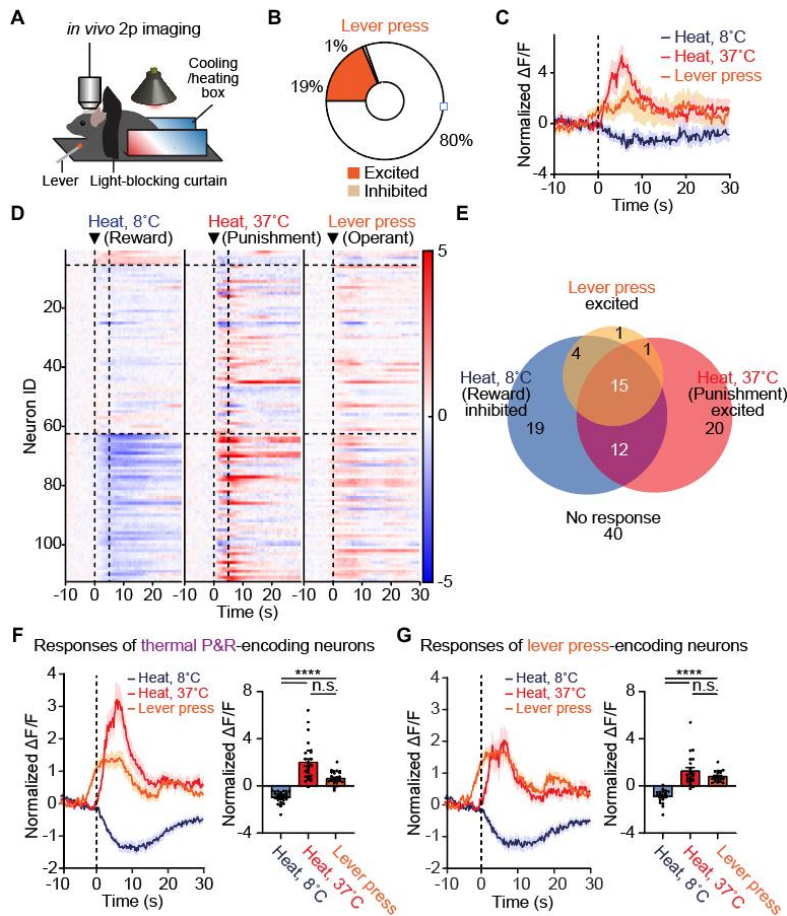 A
in vivo 2p imaging
Cooling
/heating
box
Lever
Light-blocking curtain
B
Lever press
1%
19%
80%
Excited
Inhibited
C
Normalized ΔF/F
4
0
-4
Heat, 8˚C
Heat, 37˚C
Lever press
-10 0 10 20 30
Time (s)
D
Heat, 8˚C
(Reward)
Heat, 37˚C
(Punishment)
Lever press
(Operant)
Neuron ID
20
40
60
80
100
5
0
-5
-10 0 10 20 -10 0 10 20 -10 0 10 20 30
Time (s) Time (s) Time (s)
E
Lever press
excited
1
4
1
Heat, 8˚C
(Reward)
inhibited
19
15
Heat, 37˚C
(Punishment)
excited
20
12
No response
40
F
Responses of thermal P&R-encoding neurons
Normalized ΔF/F
4
3
2
1
0
-1
-2
Heat, 8˚C
Heat, 37˚C
Lever press
-10 0 10 20 30
Time (s)
Normalized ΔF/F
8
4
0
-4
****
n.s.
Heat, 8˚C
Heat, 37˚C
Lever press
G
Responses of lever press-encoding neurons
Normalized ΔF/F
4
3
2
1
0
-1
-2
Heat, 8˚C
Heat, 37˚C
Lever press
-10 0 10 20 30
Time (s)
Normalized ΔF/F
8
4
0
-4
****
n.s.
Heat, 8˚C
Heat, 37˚C
Lever press